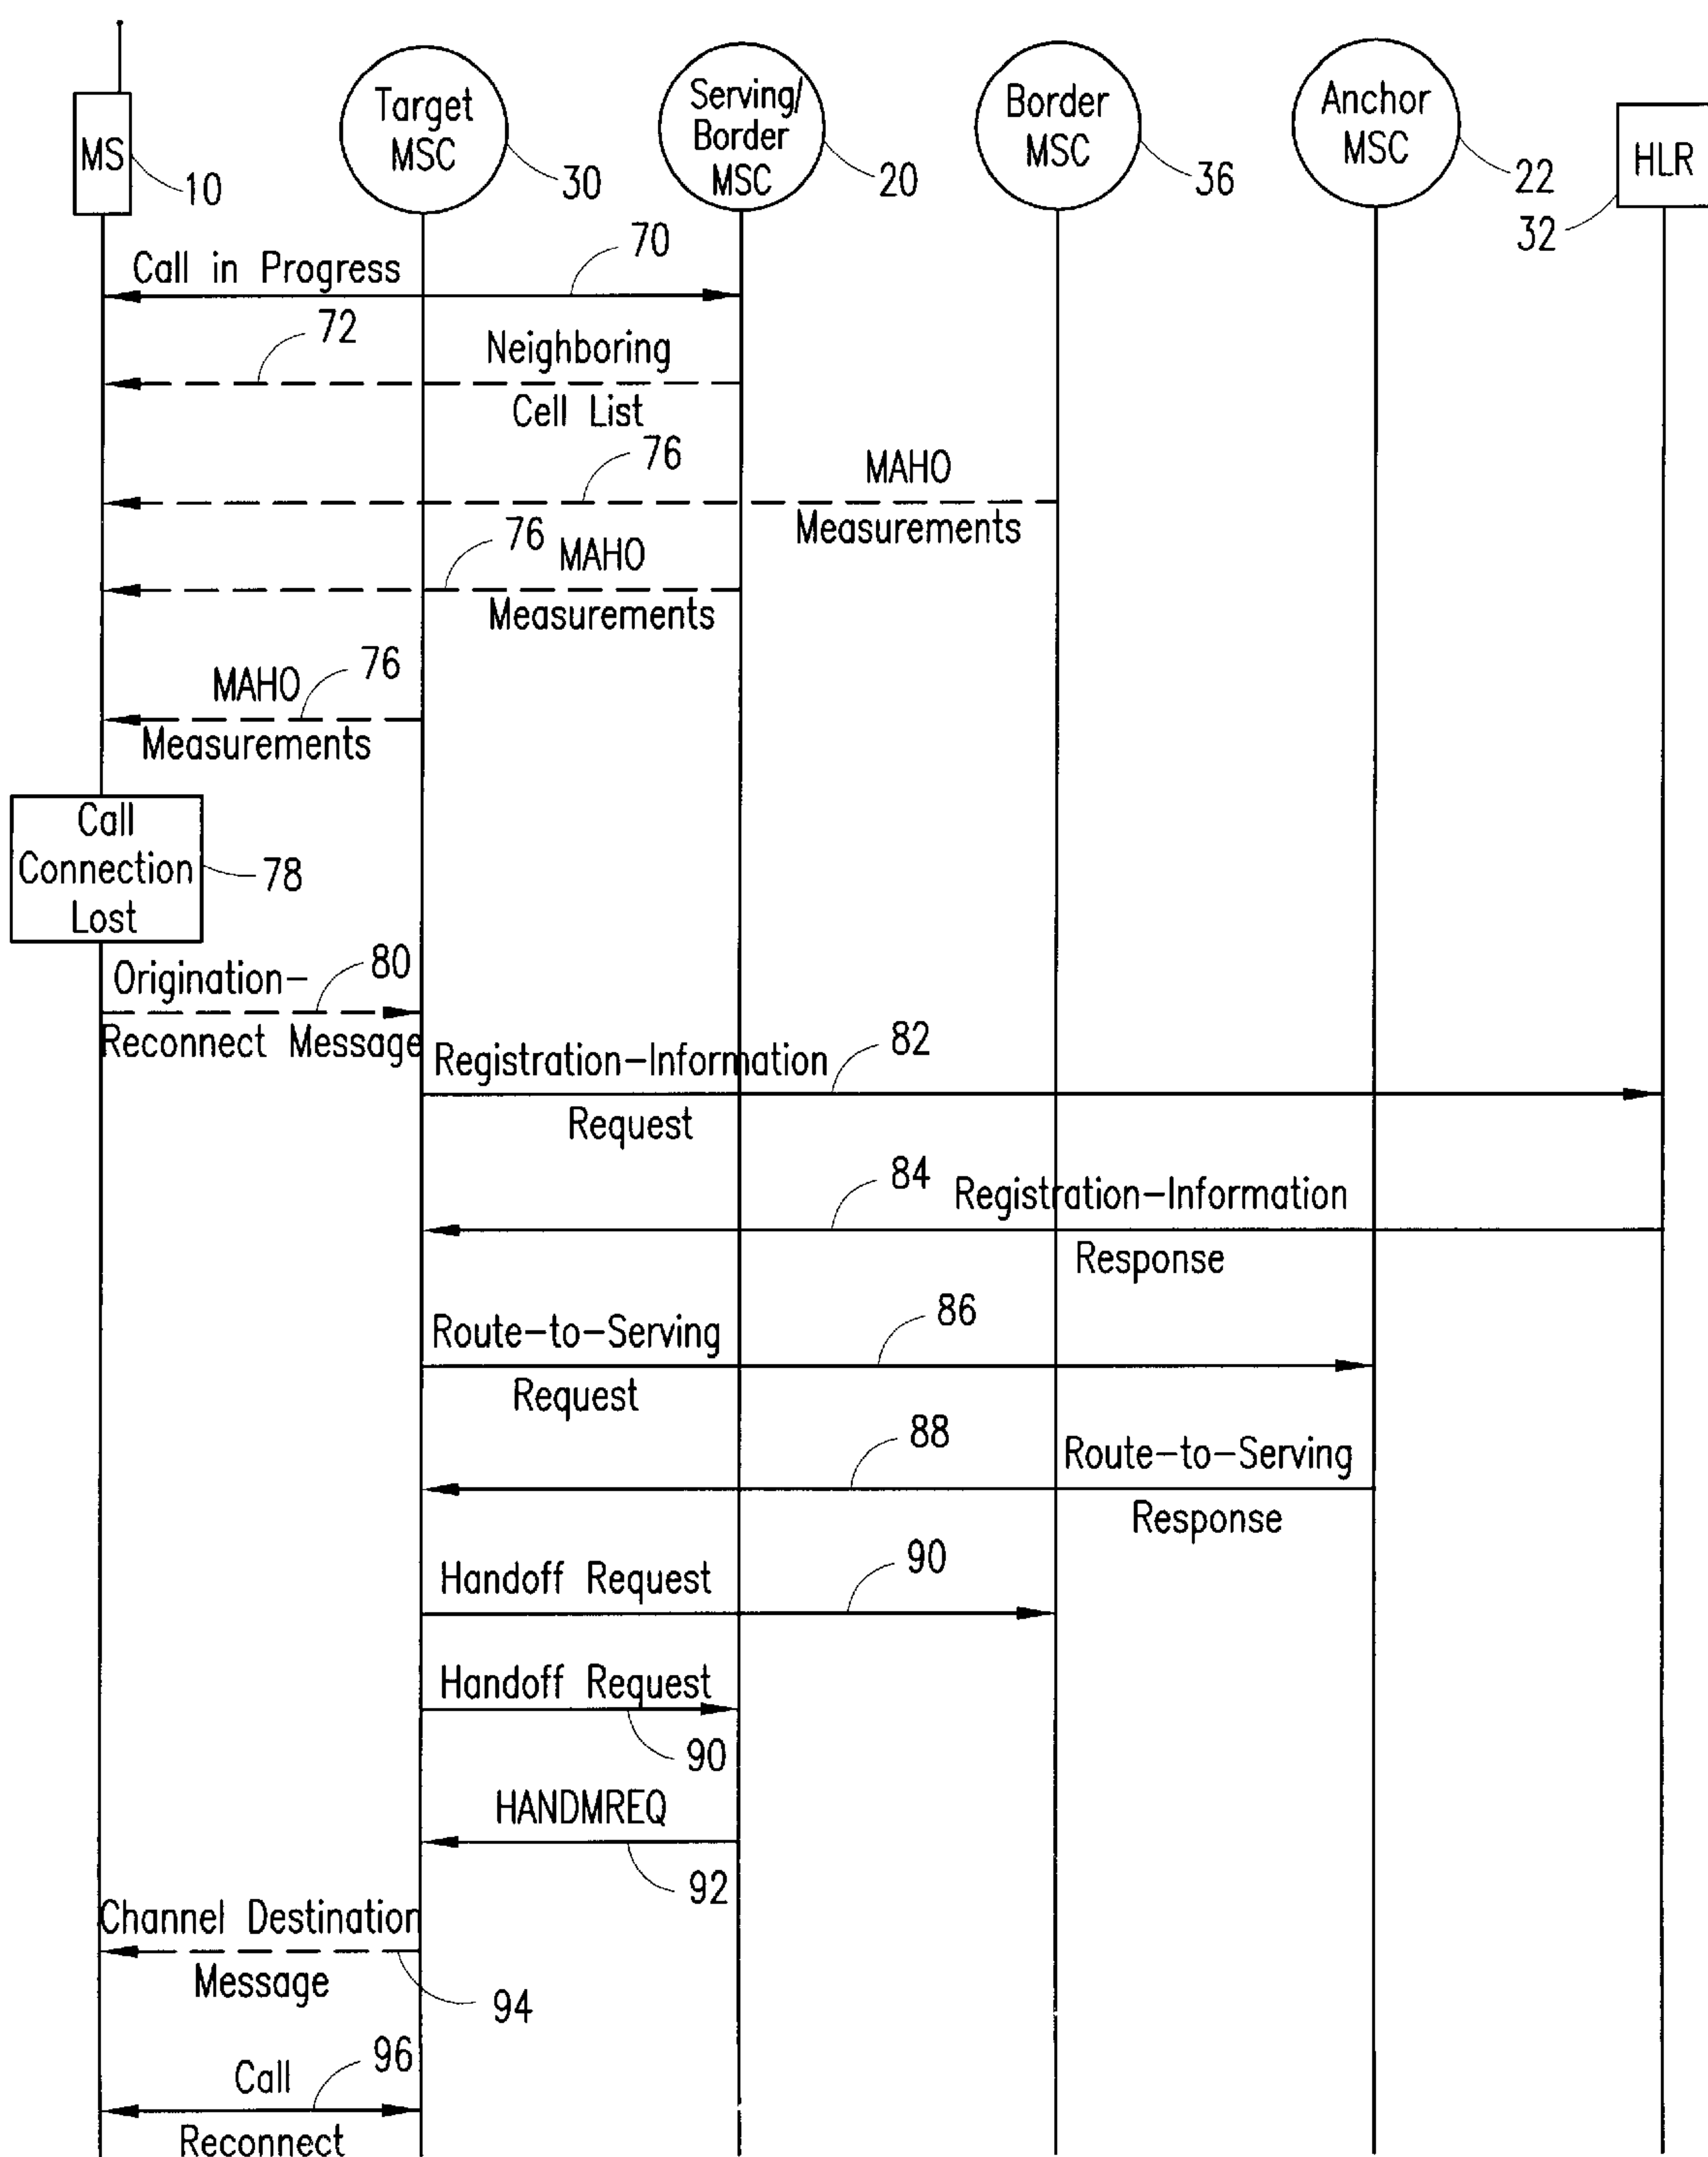 MS
10
Target
MSC
30
Serving/
Border
MSC
20
Border
MSC
36
Anchor
MSC
22
HLR
32
Call in Progress
70
72
Neighboring
Cell List
76
MAHO
Measurements
76
MAHO
Measurements
76
MAHO
Measurements
Call
Connection
Lost
78
Origination-
80
Reconnect Message
Registration-Information
82
Request
84
Registration-Information
Response
Route-to-Serving
86
Request
88
Route-to-Serving
Response
Handoff Request
90
Handoff Request
90
HANDMREQ
92
Channel Destination
Message
94
Call
96
Reconnect